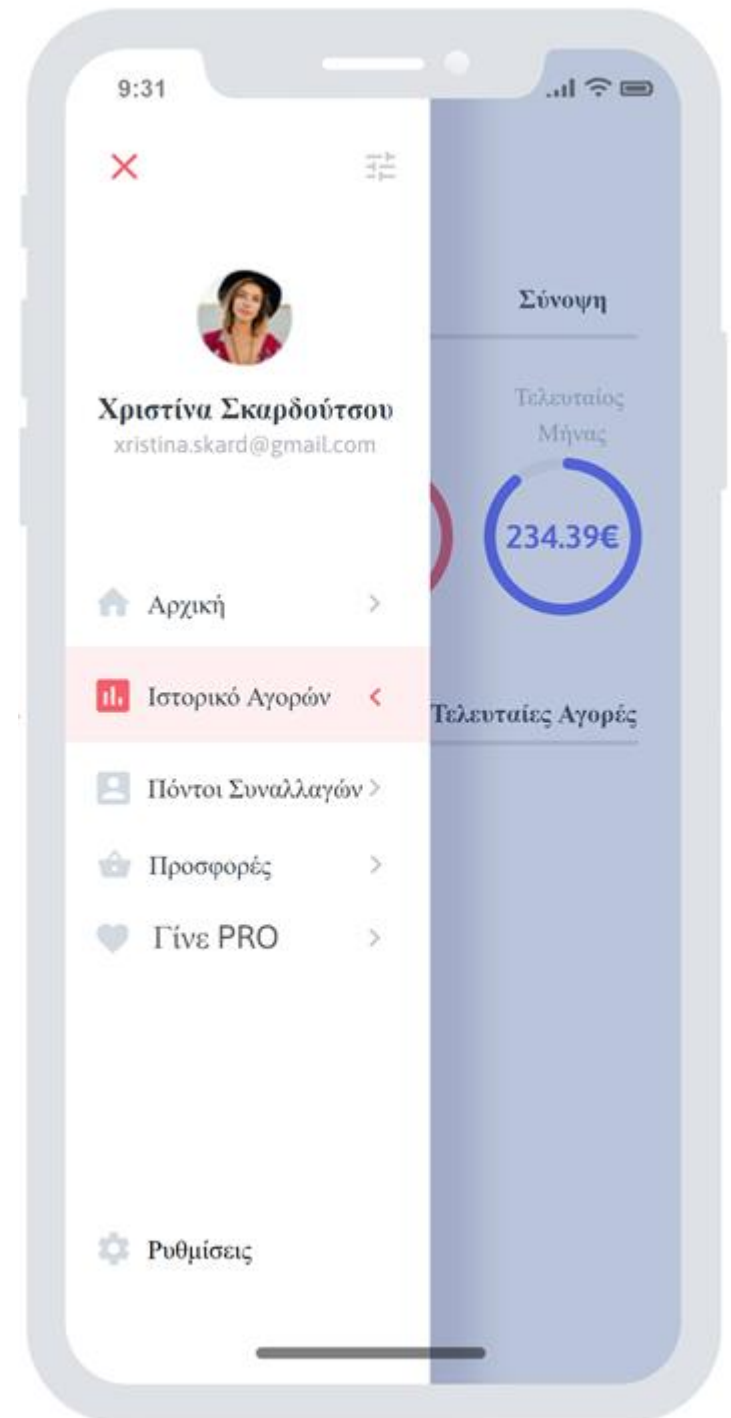 9:31
Σύνοψη
Τελευταίος
Μήνας
Χριστίνα Σκαρδούτσου
xristina.skard@gmail.com
234.39€
Αρχική
Ιστορικό Αγορών
Τελευταίες Αγορές
Πόντοι Συναλλαγών
Προσφορές
Γίνε PRO
Ρυθμίσεις